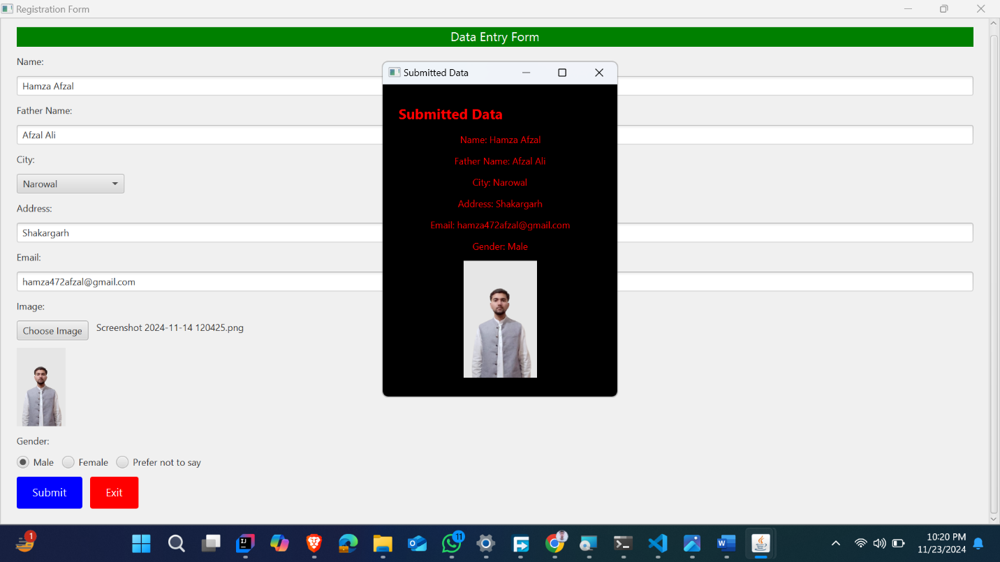 Registration Form
Data Entry Form
Name:
Hamza Afzal
Father Name:
Afzal Ali
City:
Narowal
Address:
Shakargarh
Email:
hamza472afzal@gmail.com
Image:
Choose Image
Screenshot 2024-11-14 120425.png
Gender:
Male
Female
Prefer not to say
Submit
Exit
Submitted Data
Submitted Data
Name: Hamza Afzal
Father Name: Afzal Ali
City: Narowal
Address: Shakargarh
Email: hamza472afzal@gmail.com
Gender: Male
1
IJ
11
W
10:20 PM
11/23/2024